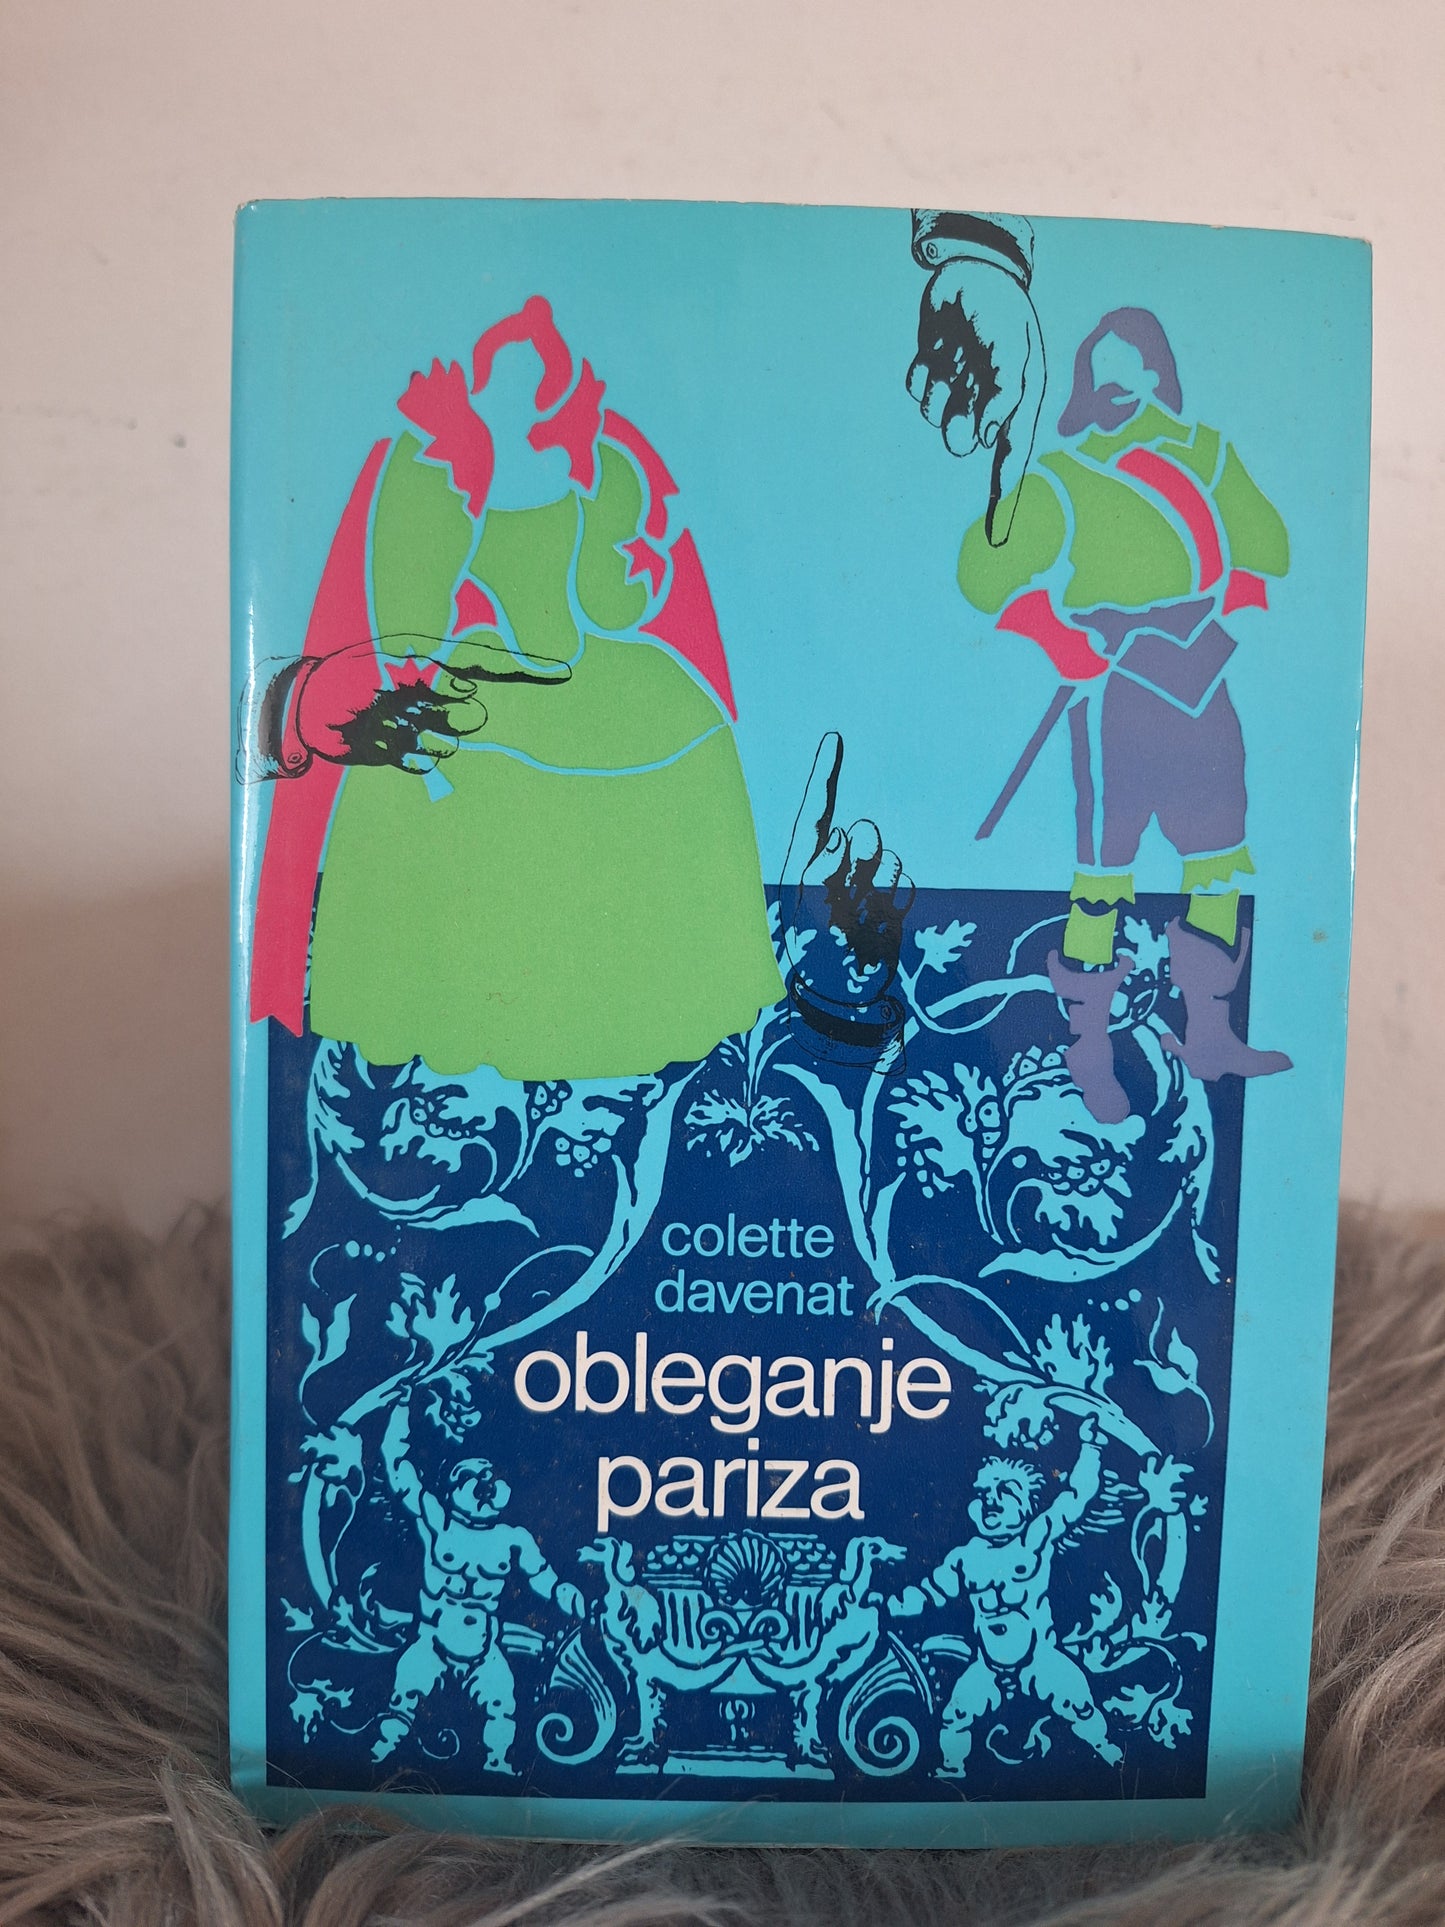 colette
davenat
obleganje
pariza